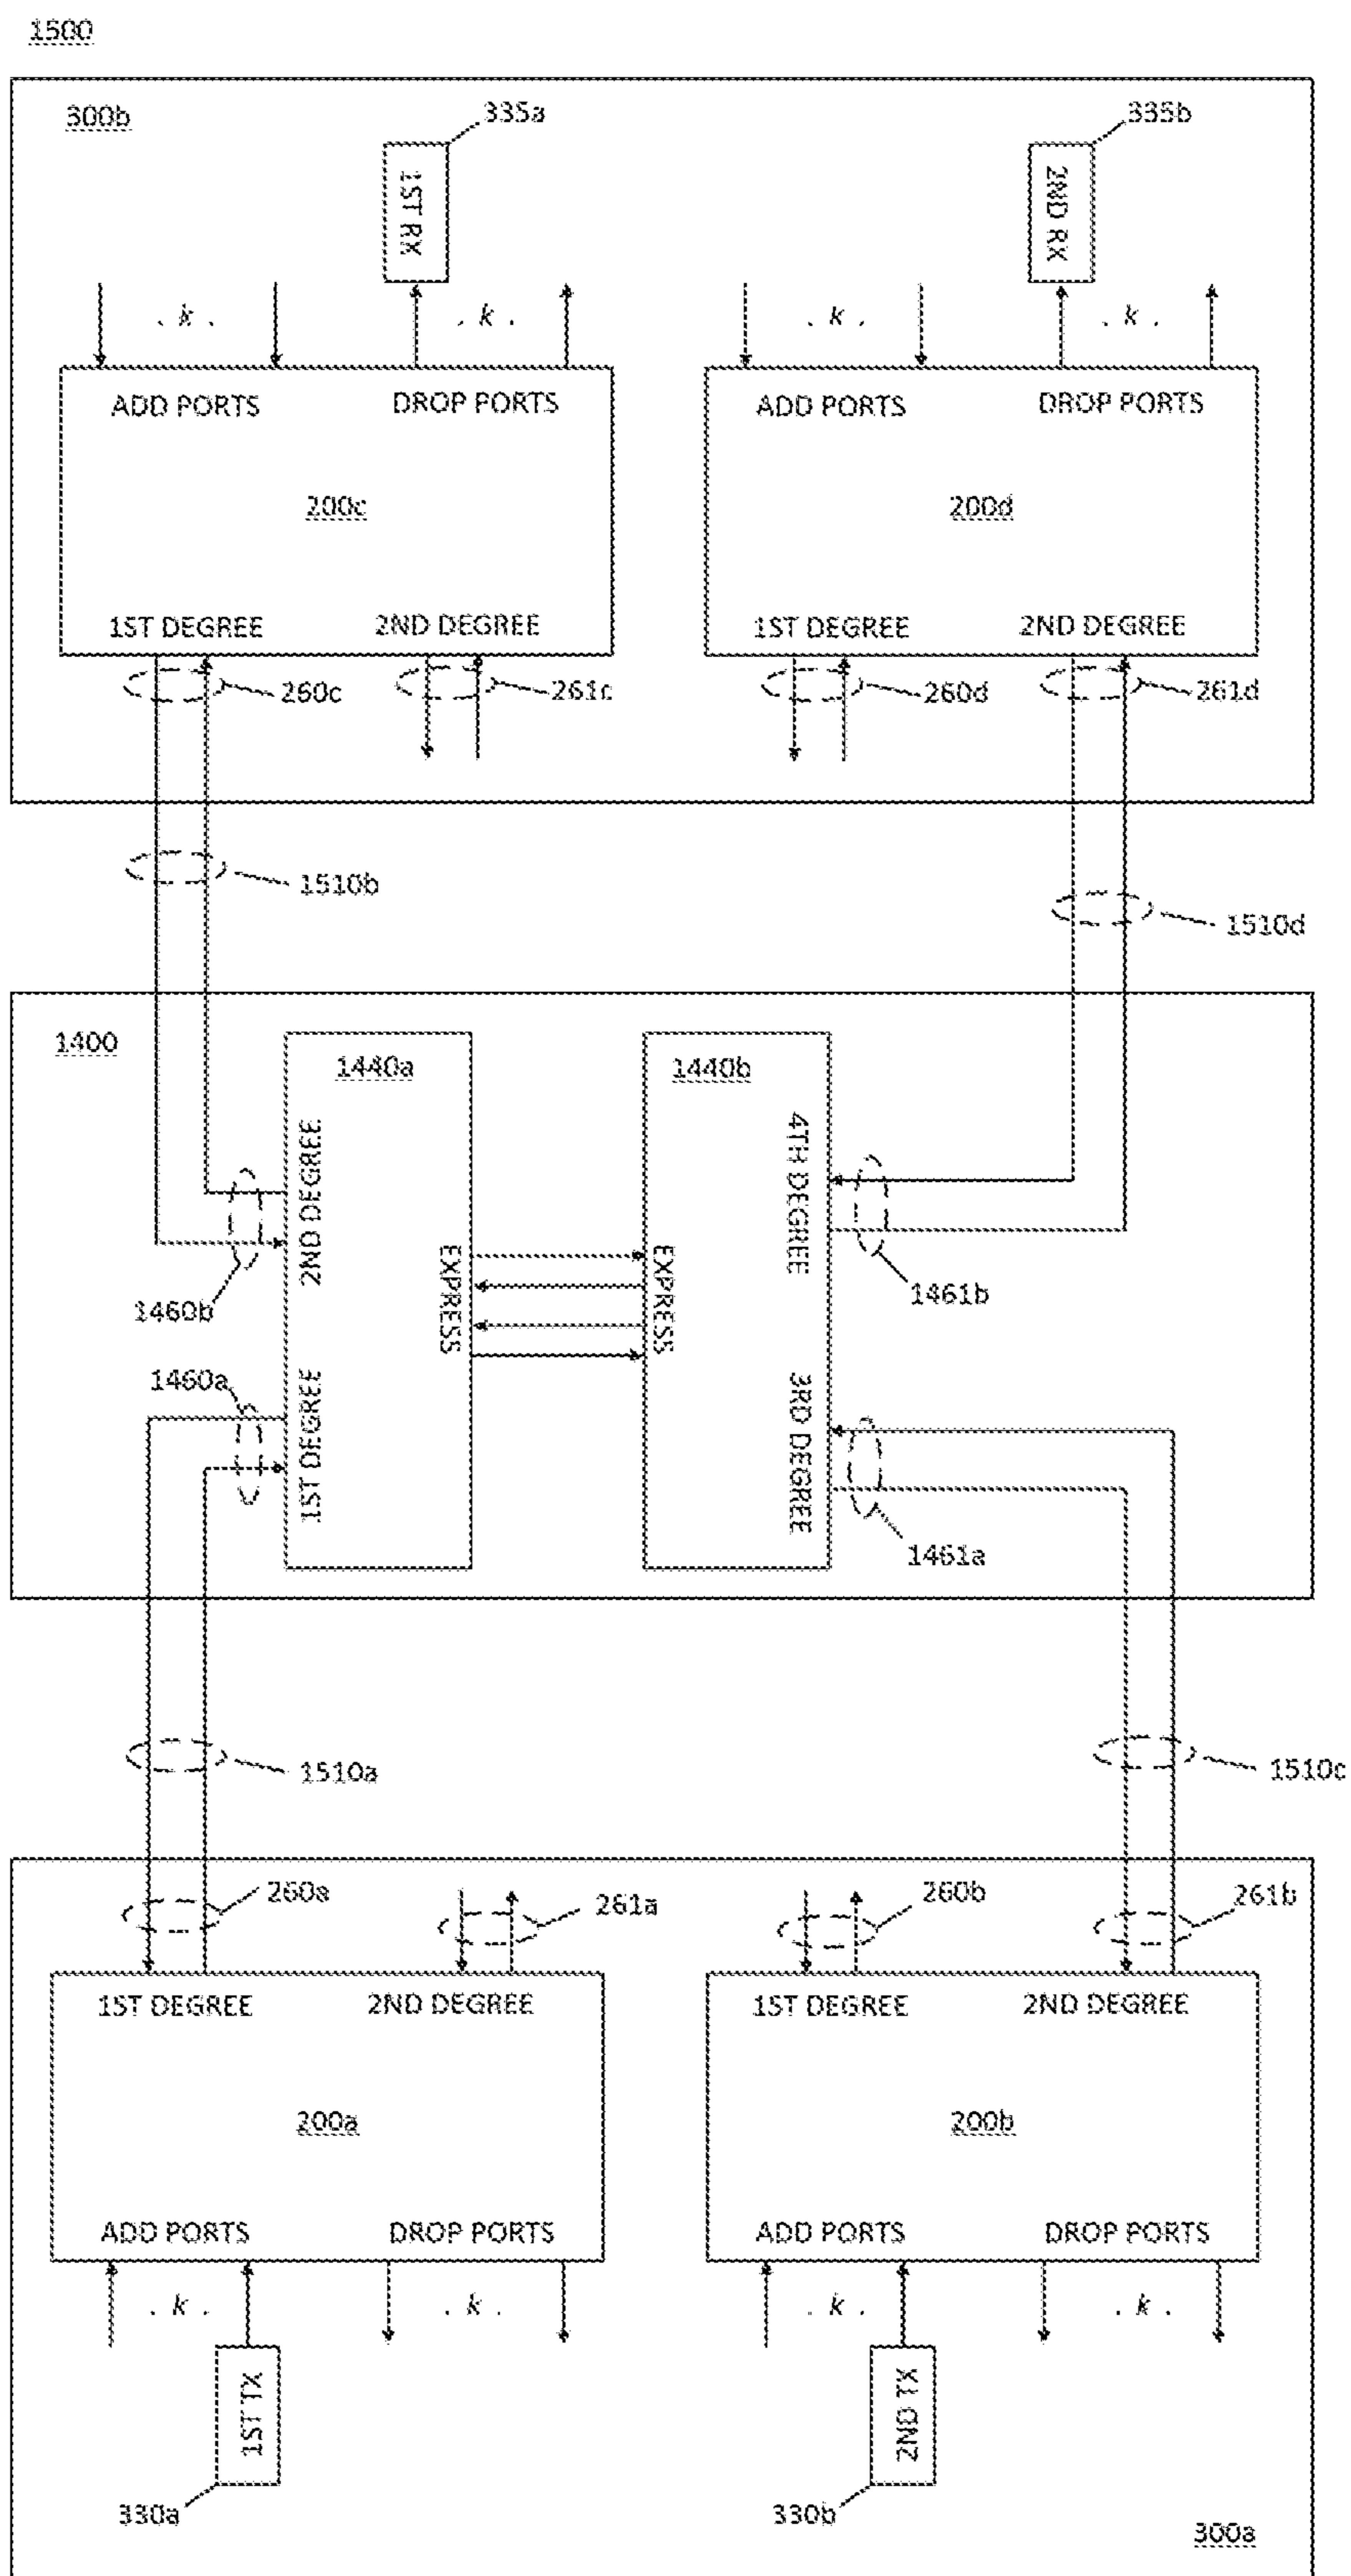 1500
300b
335a
335b
1ST RX
2ND RX
. k .
. k .
. k .
. k .
ADD PORTS
DROP PORTS
ADD PORTS
DROP PORTS
200c
200d
1ST DEGREE
2ND DEGREE
1ST DEGREE
2ND DEGREE
260c
261c
260d
261d
1510b
1510d
1400
1440a
1440b
2ND DEGREE
4TH DEGREE
EXPRESS
EXPRESS
1460b
1461b
1460a
1ST DEGREE
3RD DEGREE
1461a
1510a
1510c
260a
261a
260b
261b
1ST DEGREE
2ND DEGREE
1ST DEGREE
2ND DEGREE
200a
200b
ADD PORTS
DROP PORTS
ADD PORTS
DROP PORTS
. k .
. k .
. k .
. k .
1ST TX
2ND TX
330a
330b
300a